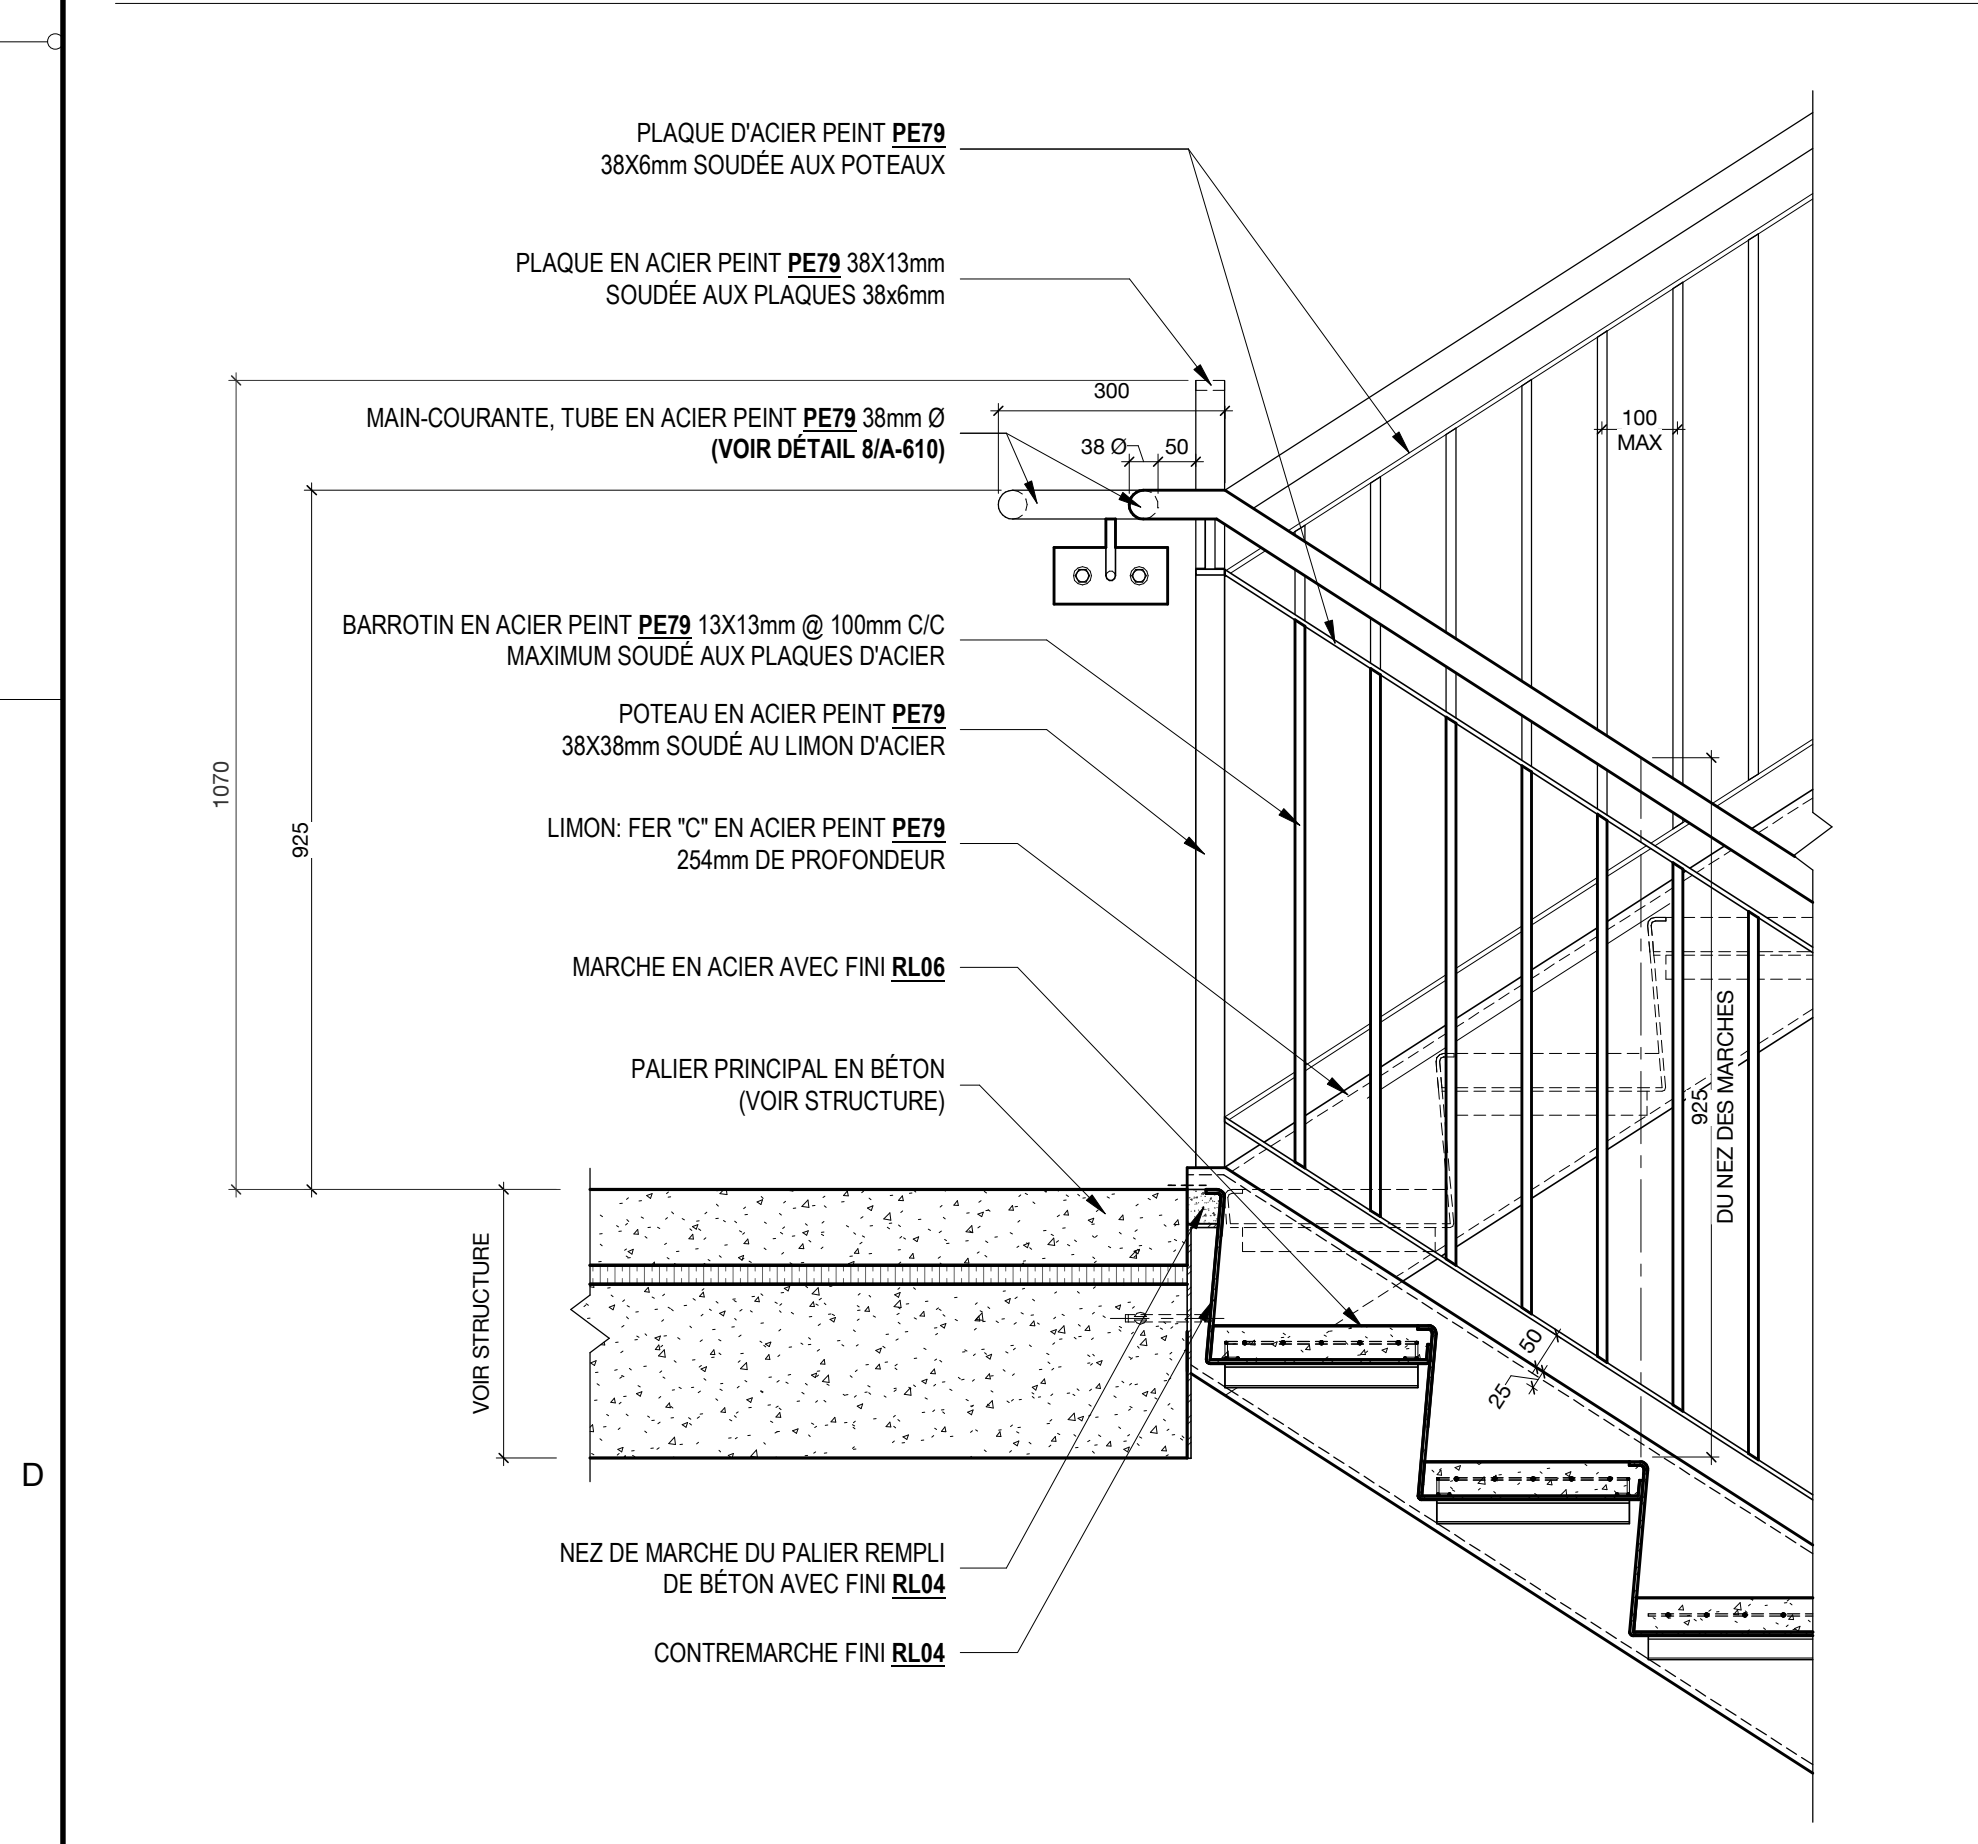 PLAQUE D'ACIER PEINT PE79
38X6mm SOUDÉE AUX POTEAUX
PLAQUE EN ACIER PEINT PE79 38X13mm
SOUDÉE AUX PLAQUES 38x6mm
300
MAIN-COURANTE, TUBE EN ACIER PEINT PE79 38mm Ø
(VOIR DÉTAIL 8/A-610)
38 Ø
50
100
MAX
BARROTIN EN ACIER PEINT PE79 13X13mm @ 100mm C/C
MAXIMUM SOUDÉ AUX PLAQUES D'ACIER
POTEAU EN ACIER PEINT PE79
38X38mm SOUDÉ AU LIMON D'ACIER
1070
925
LIMON: FER "C" EN ACIER PEINT PE79
254mm DE PROFONDEUR
MARCHE EN ACIER AVEC FINI RL06
PALIER PRINCIPAL EN BÉTON
(VOIR STRUCTURE)
925
DU NEZ DES MARCHES
VOIR STRUCTURE
50
25
D
NEZ DE MARCHE DU PALIER REMPLI
DE BÉTON AVEC FINI RL04
CONTREMARCHE FINI RL04